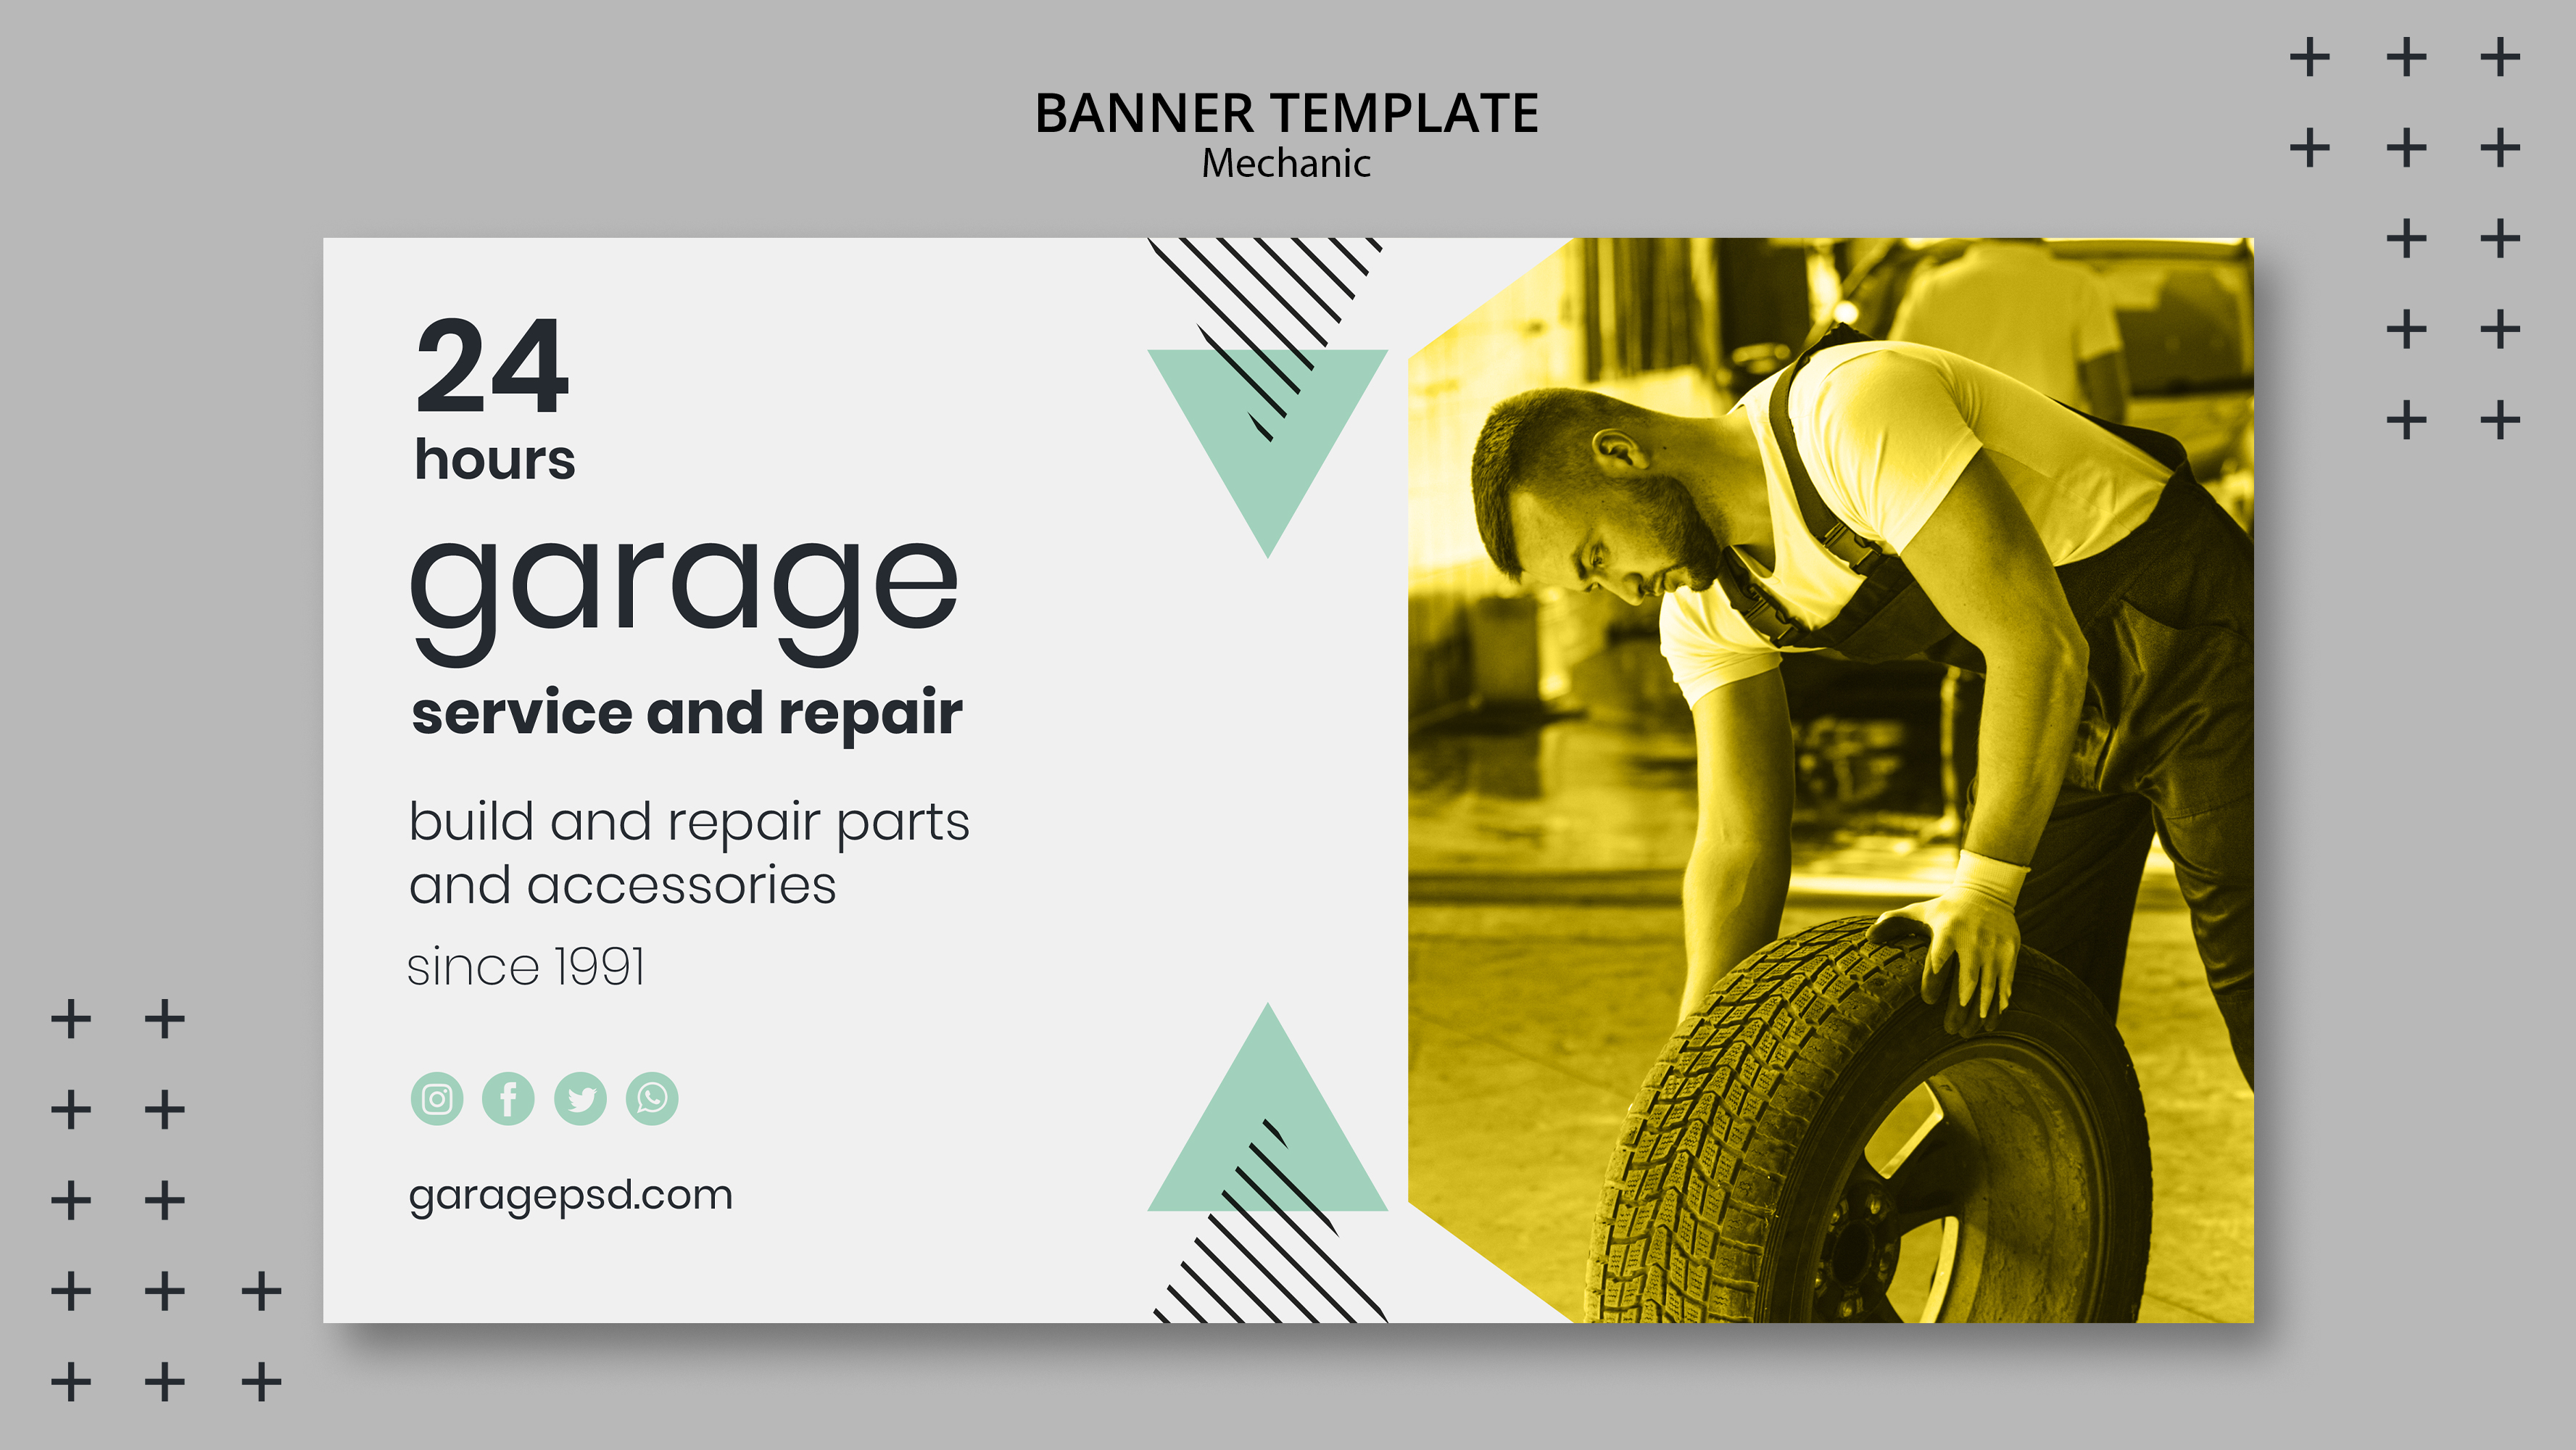 BANNER TEMPLATE
Mechanic
24
hours
garage
service and repair
build and repair parts
and accessories
since 1991
garagepsd.com